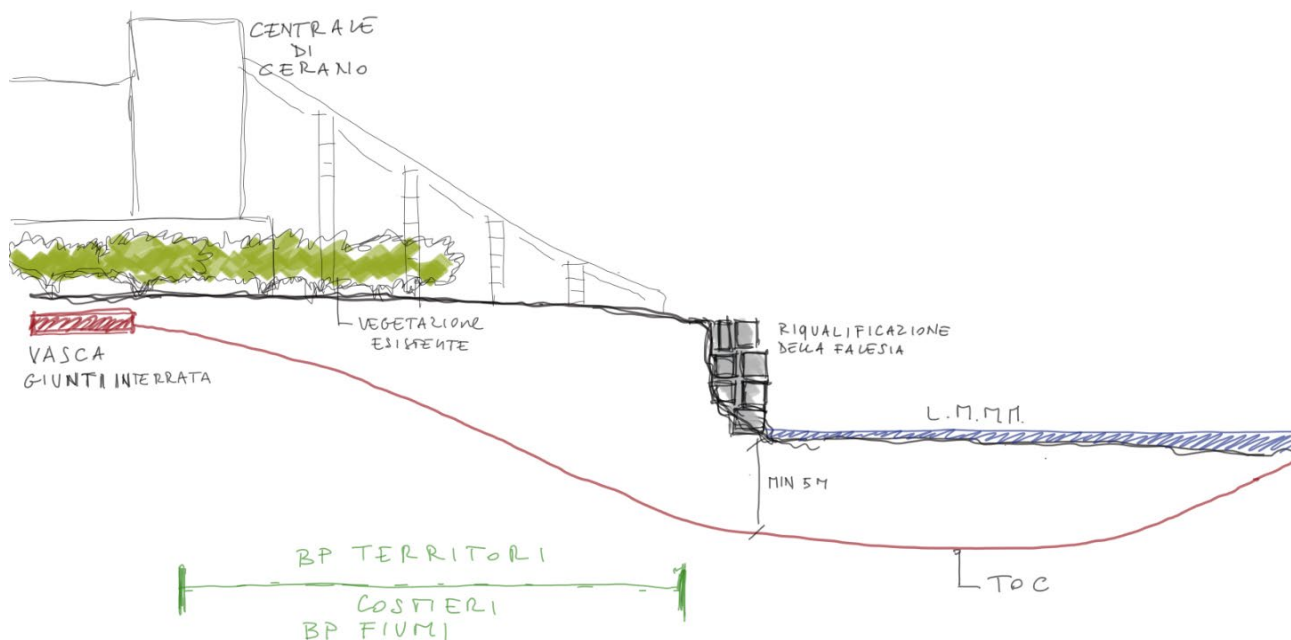 CENTRALE
DI
CERANO
VEGETAZIONE
ESISTENTE
VASCA
GIUNTI INTERRATA
RIQUALIFICAZIONE
DELLA FALESIA
L.M.M.
MIN 5 M
TOC
BP TERRITORI
COSTIERI
BP FIUMI